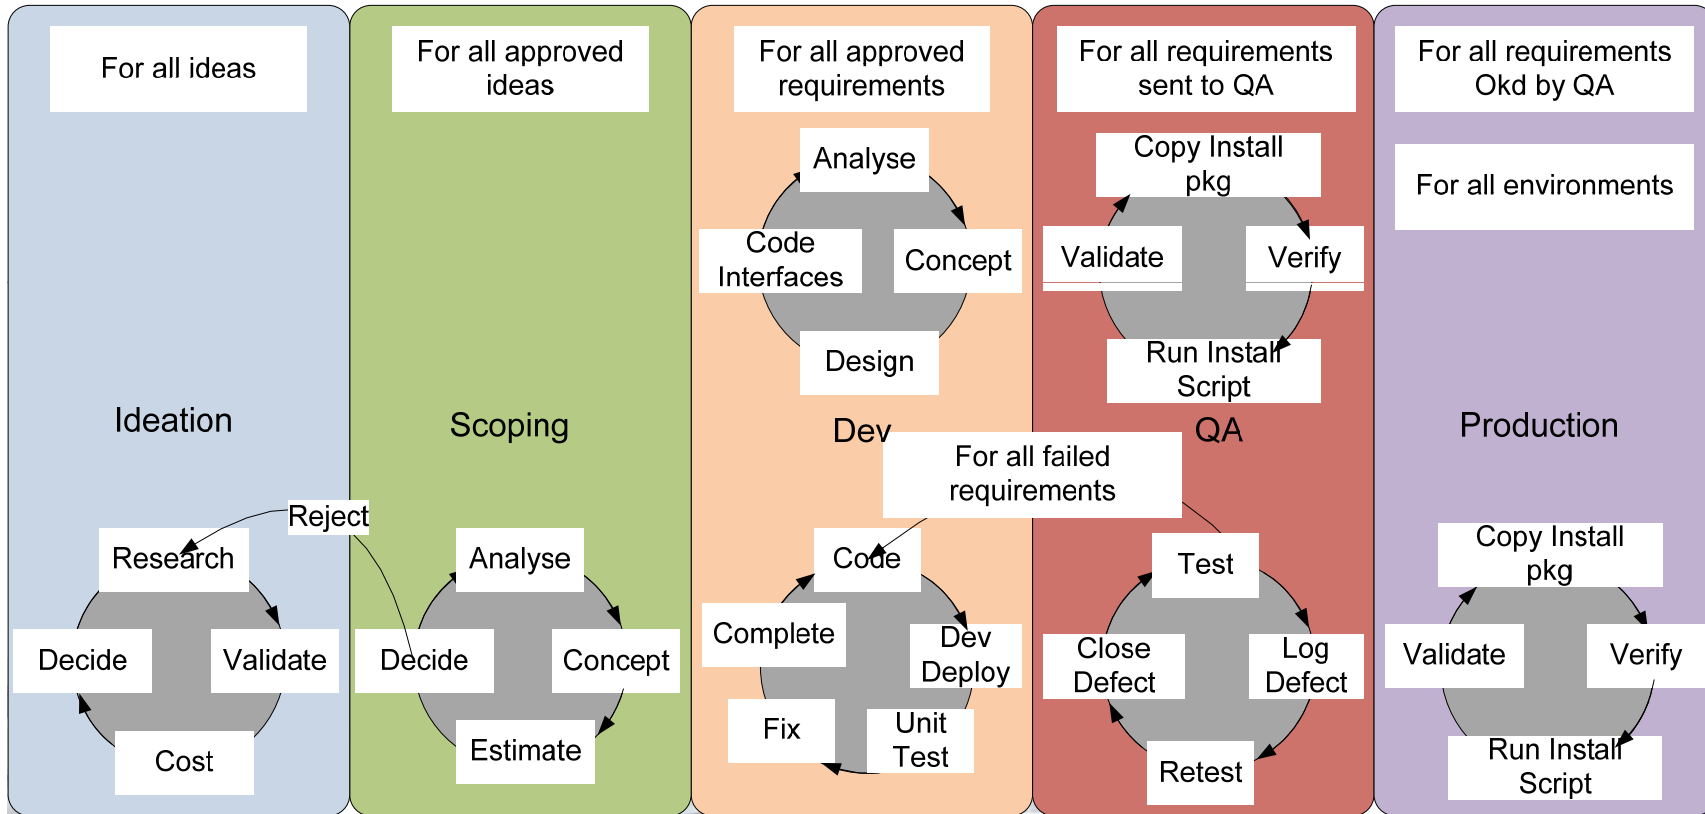 For all ideas
For all approved
ideas
For all approved
requirements
For all requirements
sent to QA
For all requirements
Okd by QA
For all environments
Analyse
Concept
Design
Code
Interfaces
Copy Install
pkg
Verify
Run Install
Script
Validate
Ideation
Scoping
Dev
QA
Production
For all failed
requirements
Reject
Research
Validate
Cost
Decide
Analyse
Concept
Estimate
Decide
Code
Dev
Deploy
Unit
Test
Fix
Complete
Test
Log
Defect
Retest
Close
Defect
Copy Install
pkg
Verify
Run Install
Script
Validate